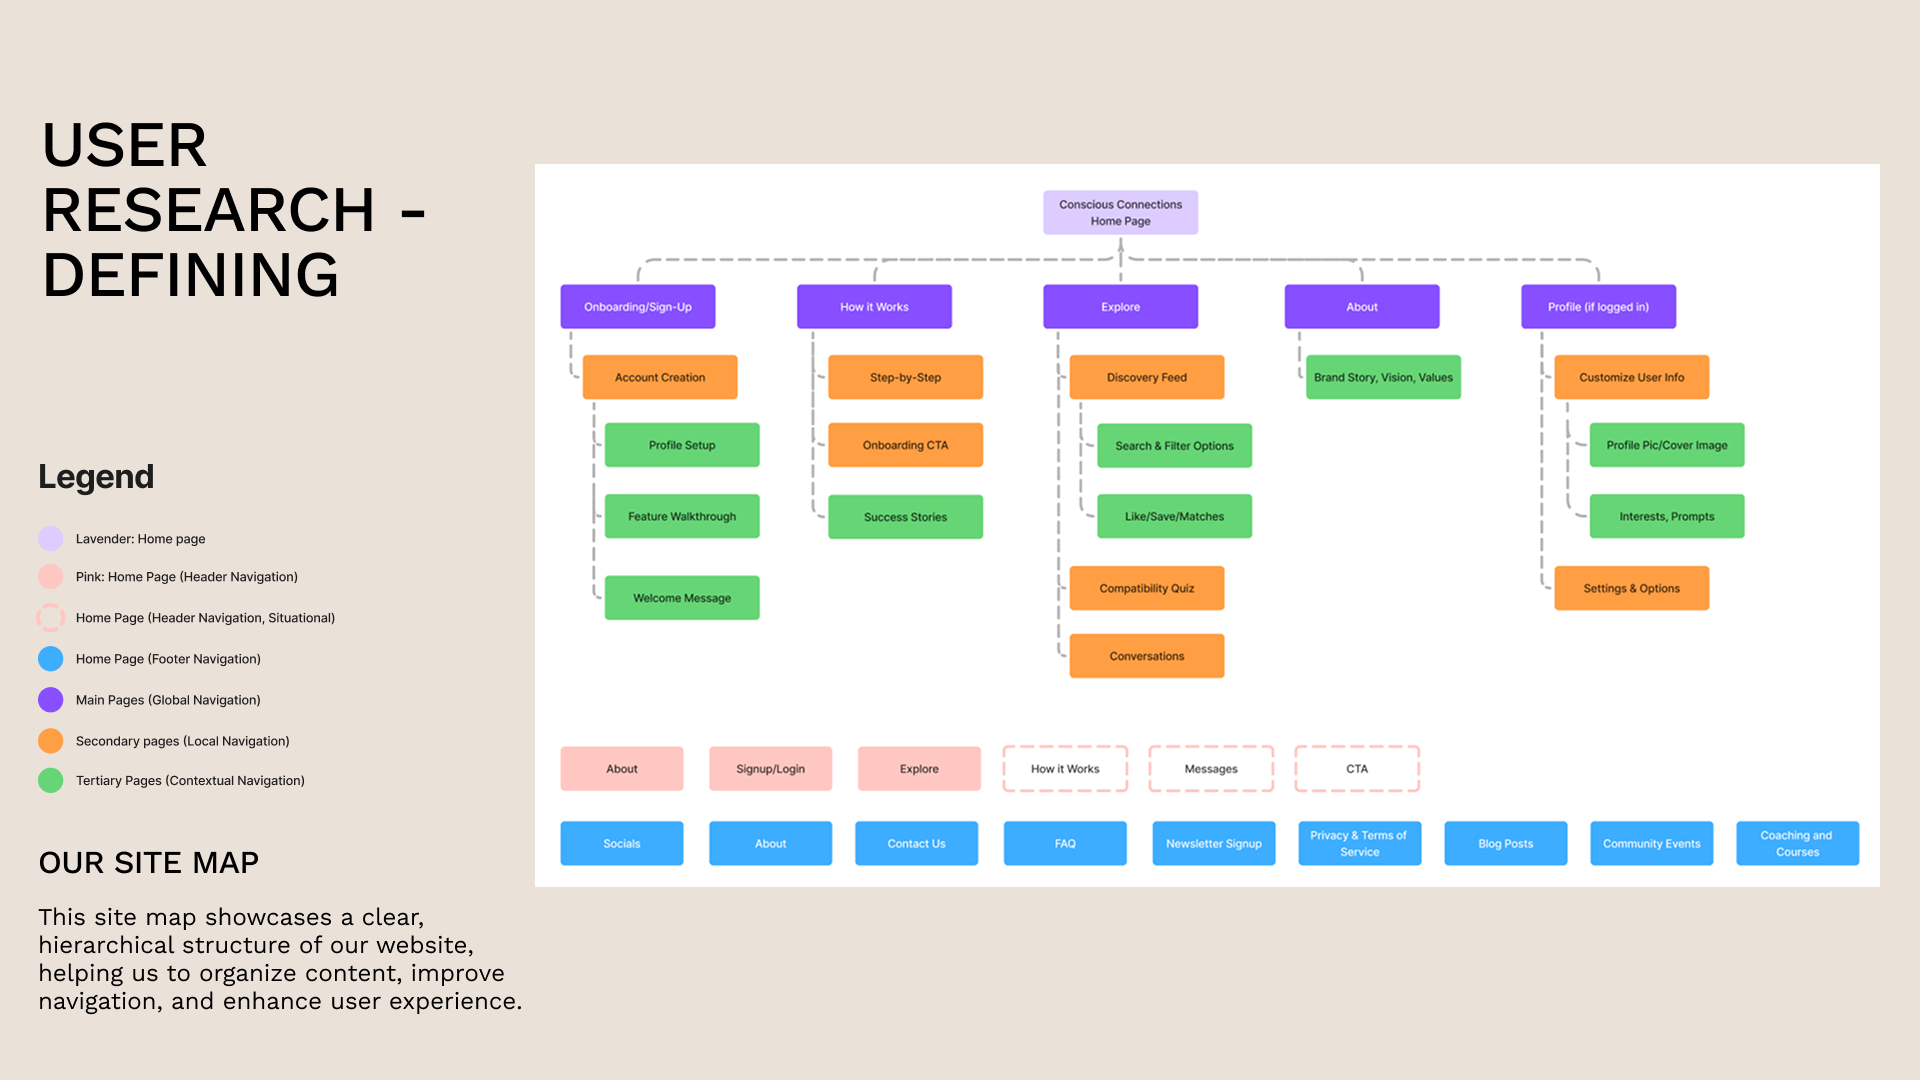 USER
RESEARCH -
DEFINING
Legend
Lavender: Home page
Pink: Home Page (Header Navigation)
Home Page (Header Navigation, Situational)
Home Page (Footer Navigation)
Main Pages (Global Navigation)
Secondary pages (Local Navigation)
Tertiary Pages (Contextual Navigation)
OUR SITE MAP
This site map showcases a clear,
hierarchical structure of our website,
helping us to organize content, improve
navigation, and enhance user experience.
Conscious Connections
Home Page
Onboarding/Sign-Up
Account Creation
Profile Setup
Feature Walkthrough
Welcome Message
How it Works
Step-by-Step
Onboarding CTA
Success Stories
Explore
Discovery Feed
Search & Filter Options
Like/Save/Matches
Compatibility Quiz
Conversations
About
Brand Story, Vision, Values
Profile (if logged in)
Customize User Info
Profile Pic/Cover Image
Interests, Prompts
Settings & Options
About
Signup/Login
Explore
How it Works
Messages
CTA
Socials
About
Contact Us
FAQ
Newsletter Signup
Privacy & Terms of
Service
Blog Posts
Community Events
Coaching and
Courses